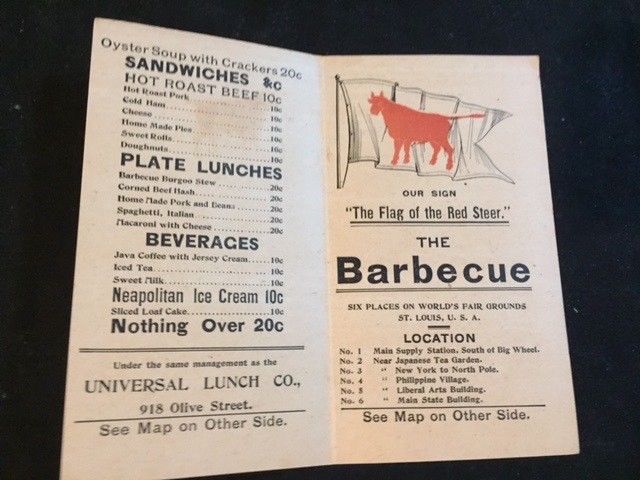 Oyster Soup with Crackers 20c
SANDWICHES &c
HOT ROAST BEEF 10c
Hot Roast Pork ........ 10c
Cold Ham ........ 10c
Cheese ........ 10c
Home Made Pies ........ 10c
Sweet Rolls ........ 10c
Doughnuts ........ 10c
PLATE LUNCHES
Barbecue Burgoo Stew ........ 20c
Corned Beef Hash ........ 20c
Home Made Pork and Beans ........ 20c
Spaghetti, Italian ........ 20c
Macaroni with Cheese ........ 20c
BEVERAGES
Java Coffee with Jersey Cream ..... 10c
Iced Tea ........ 10c
Sweet Milk ........ 10c
Neapolitan Ice Cream 10c
Sliced Loaf Cake ........ 10c
Nothing Over 20c
Under the same management as the
UNIVERSAL LUNCH CO.,
918 Olive Street.
See Map on Other Side.
OUR SIGN
"The Flag of the Red Steer."
THE
Barbecue
SIX PLACES ON WORLD'S FAIR GROUNDS
ST. LOUIS, U. S. A.
LOCATION
No. 1 Main Supply Station, South of Big Wheel.
No. 2 Near Japanese Tea Garden.
No. 3 " New York to North Pole.
No. 4 " Philippine Village.
No. 5 " Liberal Arts Building.
No. 6 " Main State Building.
See Map on Other Side.